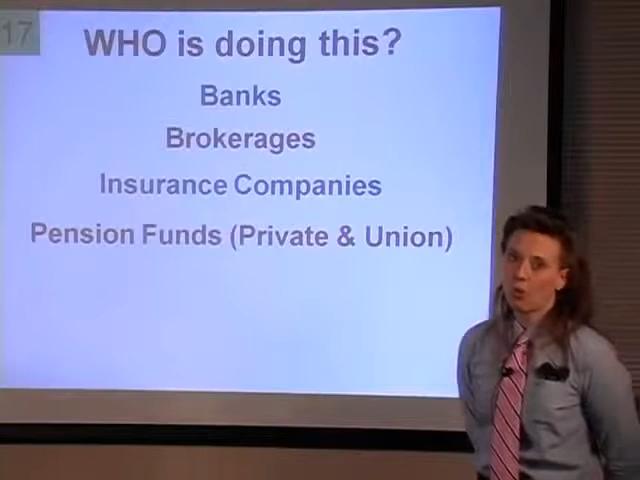 17
WHO is doing this?
Banks
Brokerages
Insurance Companies
Pension Funds (Private & Union)